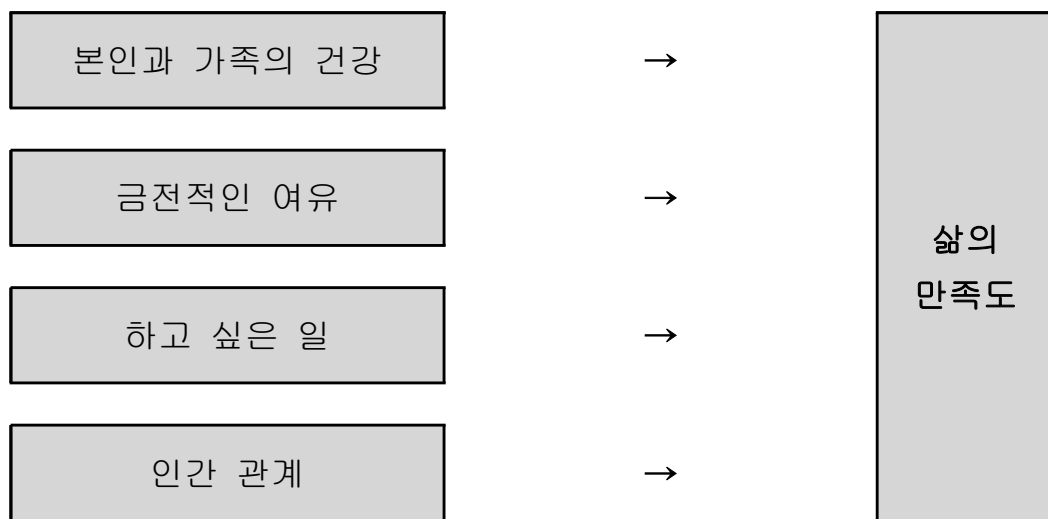 본인과 가족의 건강
→
금전적인 여유
→
하고 싶은 일
→
인간 관계
→
삶의
만족도